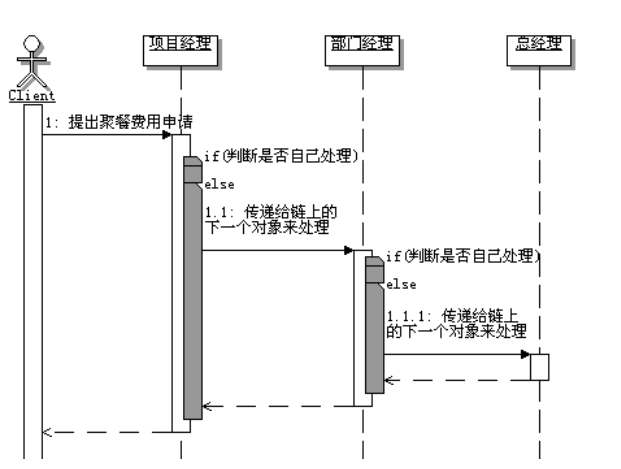 项目经理
部门经理
总经理
Client
1: 提出聚餐费用申请
if(判断是否自己处理)
else
1.1: 传递给链上的
下一个对象来处理
if(判断是否自己处理)
else
1.1.1: 传递给链上
的下一个对象来处理